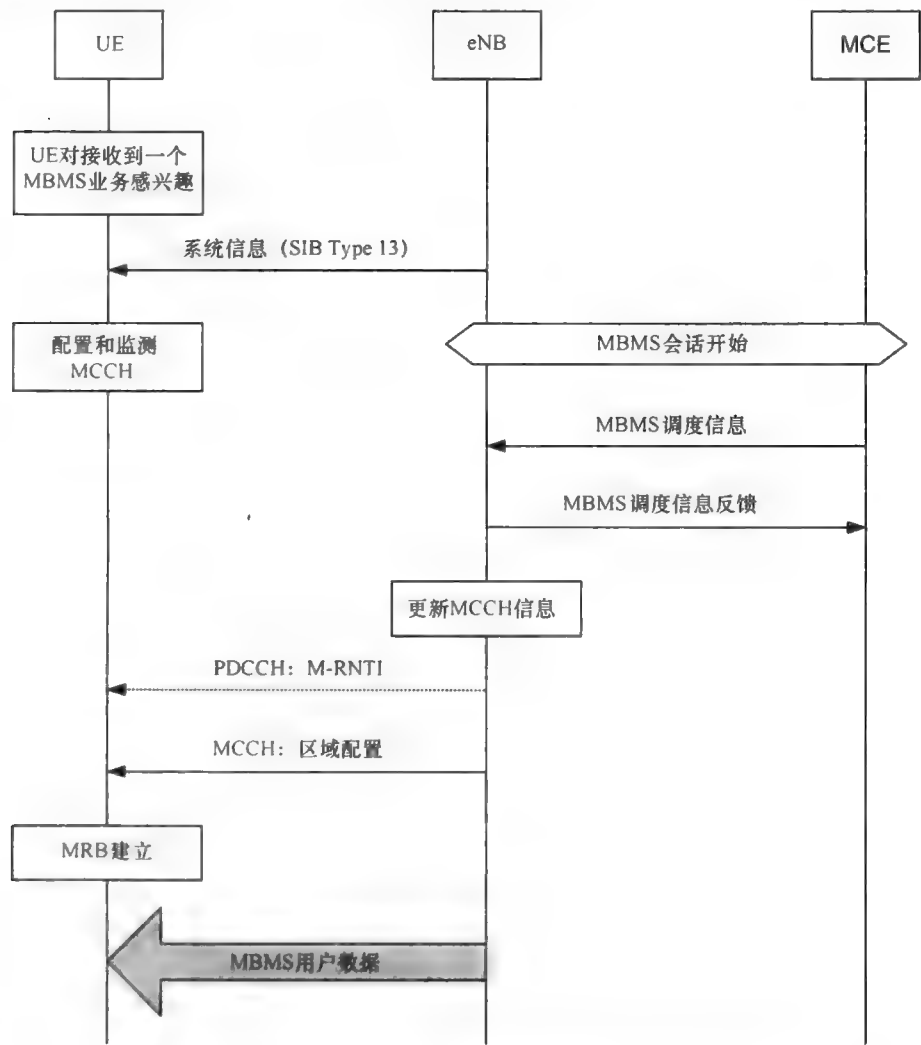 UE
eNB
MCE
UE对接收到一个
MBMS业务感兴趣
系统信息（SIB Type 13）
配置和监测
MCCH
MBMS会话开始
MBMS调度信息
MBMS调度信息反馈
更新MCCH信息
PDCCH：M-RNTI
MCCH：区域配置
MRB建立
MBMS用户数据